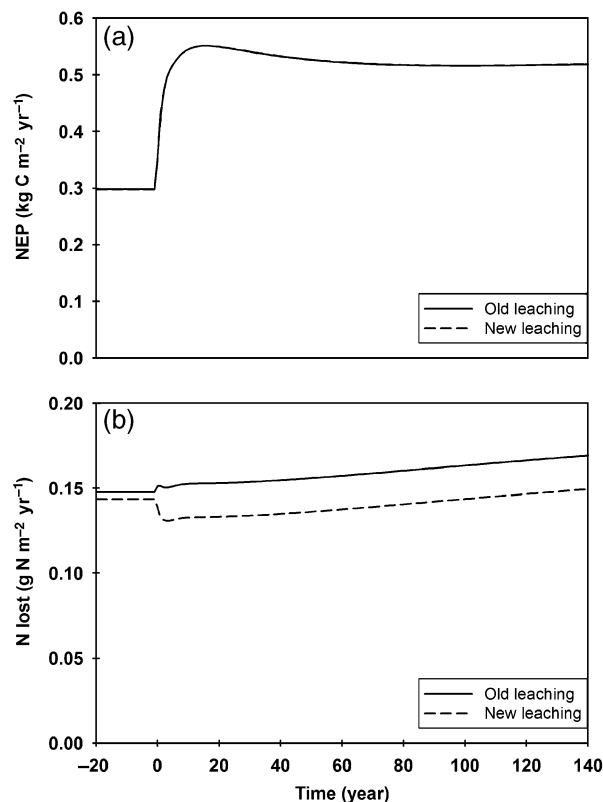 (a)
0.6
0.5
0.4
0.3
0.2
0.1
0.0
NEP (kg C m⁻² yr⁻¹)
Old leaching
New leaching
(b)
0.20
0.15
0.10
0.05
0.00
N lost (g N m⁻² yr⁻¹)
Old leaching
New leaching
–20 0 20 40 60 80 100 120 140
Time (year)